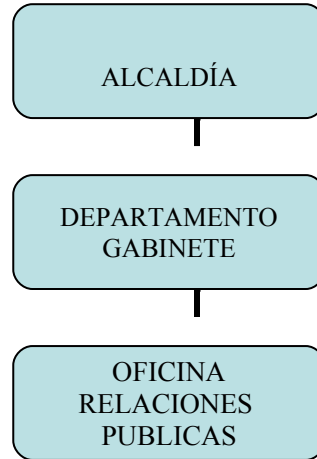 ALCALDÍA
DEPARTAMENTO
GABINETE
OFICINA
RELACIONES
PUBLICAS